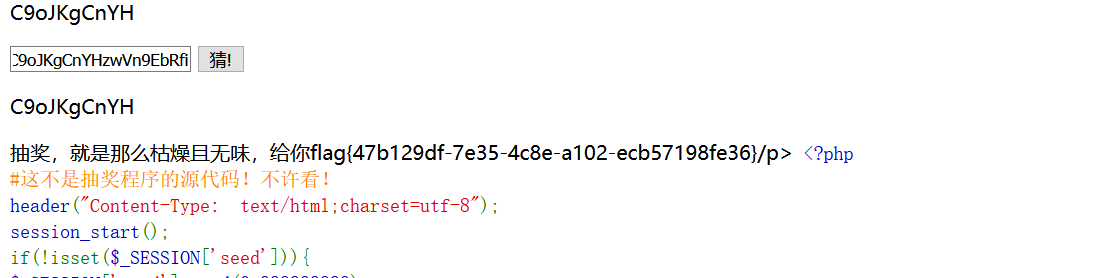 C9oJKgCnYH
C9oJKgCnYHzwVn9EbRfi 猜!
C9oJKgCnYH
抽奖，就是那么枯燥且无味，给你flag{47b129df-7e35-4c8e-a102-ecb57198fe36}/p> <?php
#这不是抽奖程序的源代码！不许看！
header("Content-Type: text/html;charset=utf-8");
session_start();
if(!isset($_SESSION['seed'])){